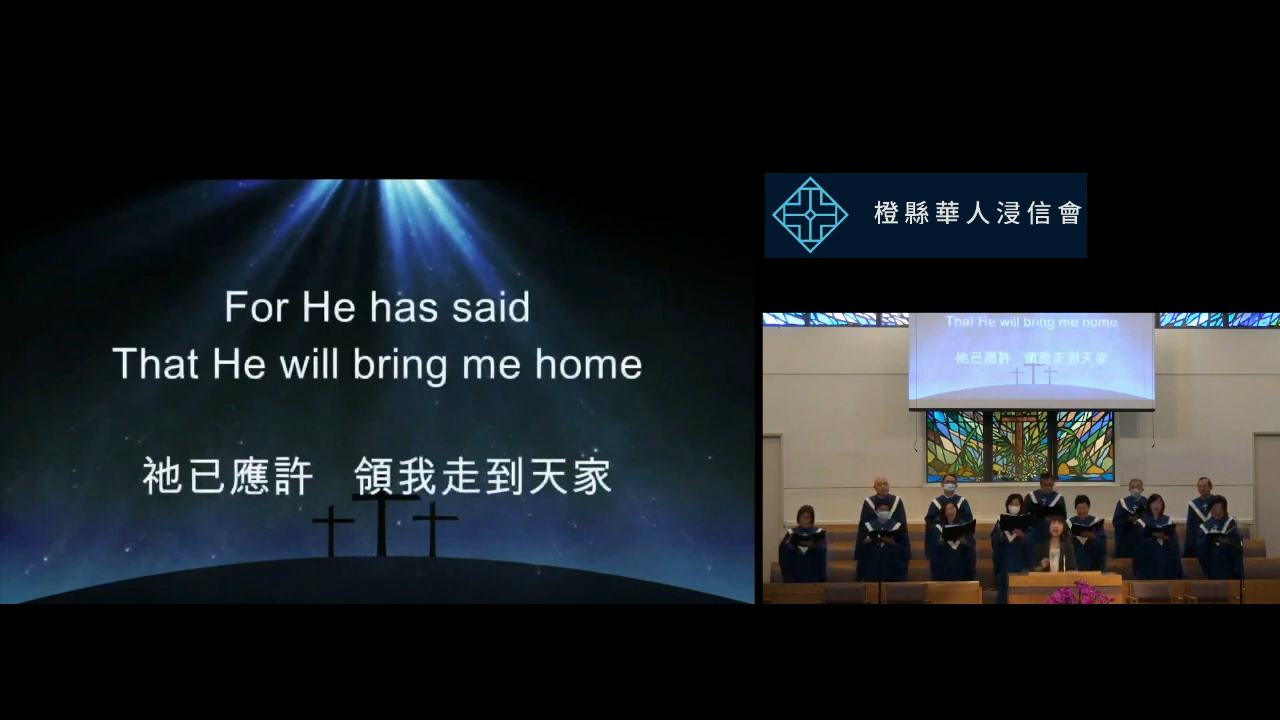 For He has said
That He will bring me home
祂已應許 領我走到天家
橙縣華人浸信會
That He will bring me home
祂已應許 領我走到天家